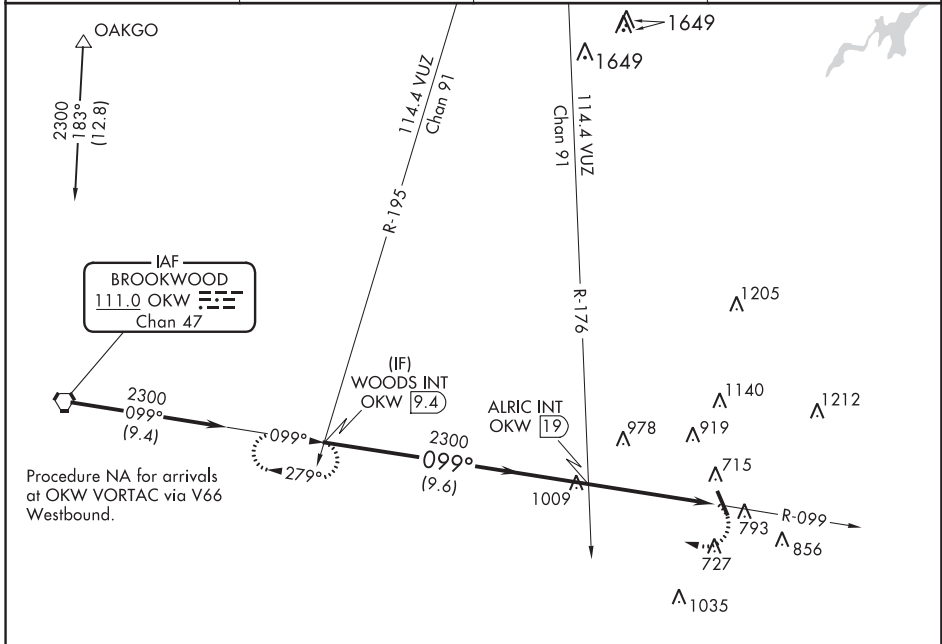 OAKGO
2300
183°
(12.8)
114.4 VUZ
Chan 91
R-195
114.4 VUZ
Chan 91
R-176
1649
1649
IAF
BROOKWOOD
111.0 OKW
Chan 47
1205
(IF)
WOODS INT
OKW 9.4
ALRIC INT
OKW 19
1140
1212
978
919
2300
099°
(9.4)
099°
279°
2300
099°
(9.6)
1009
715
793
R-099
856
727
1035
Procedure NA for arrivals
at OKW VORTAC via V66
Westbound.